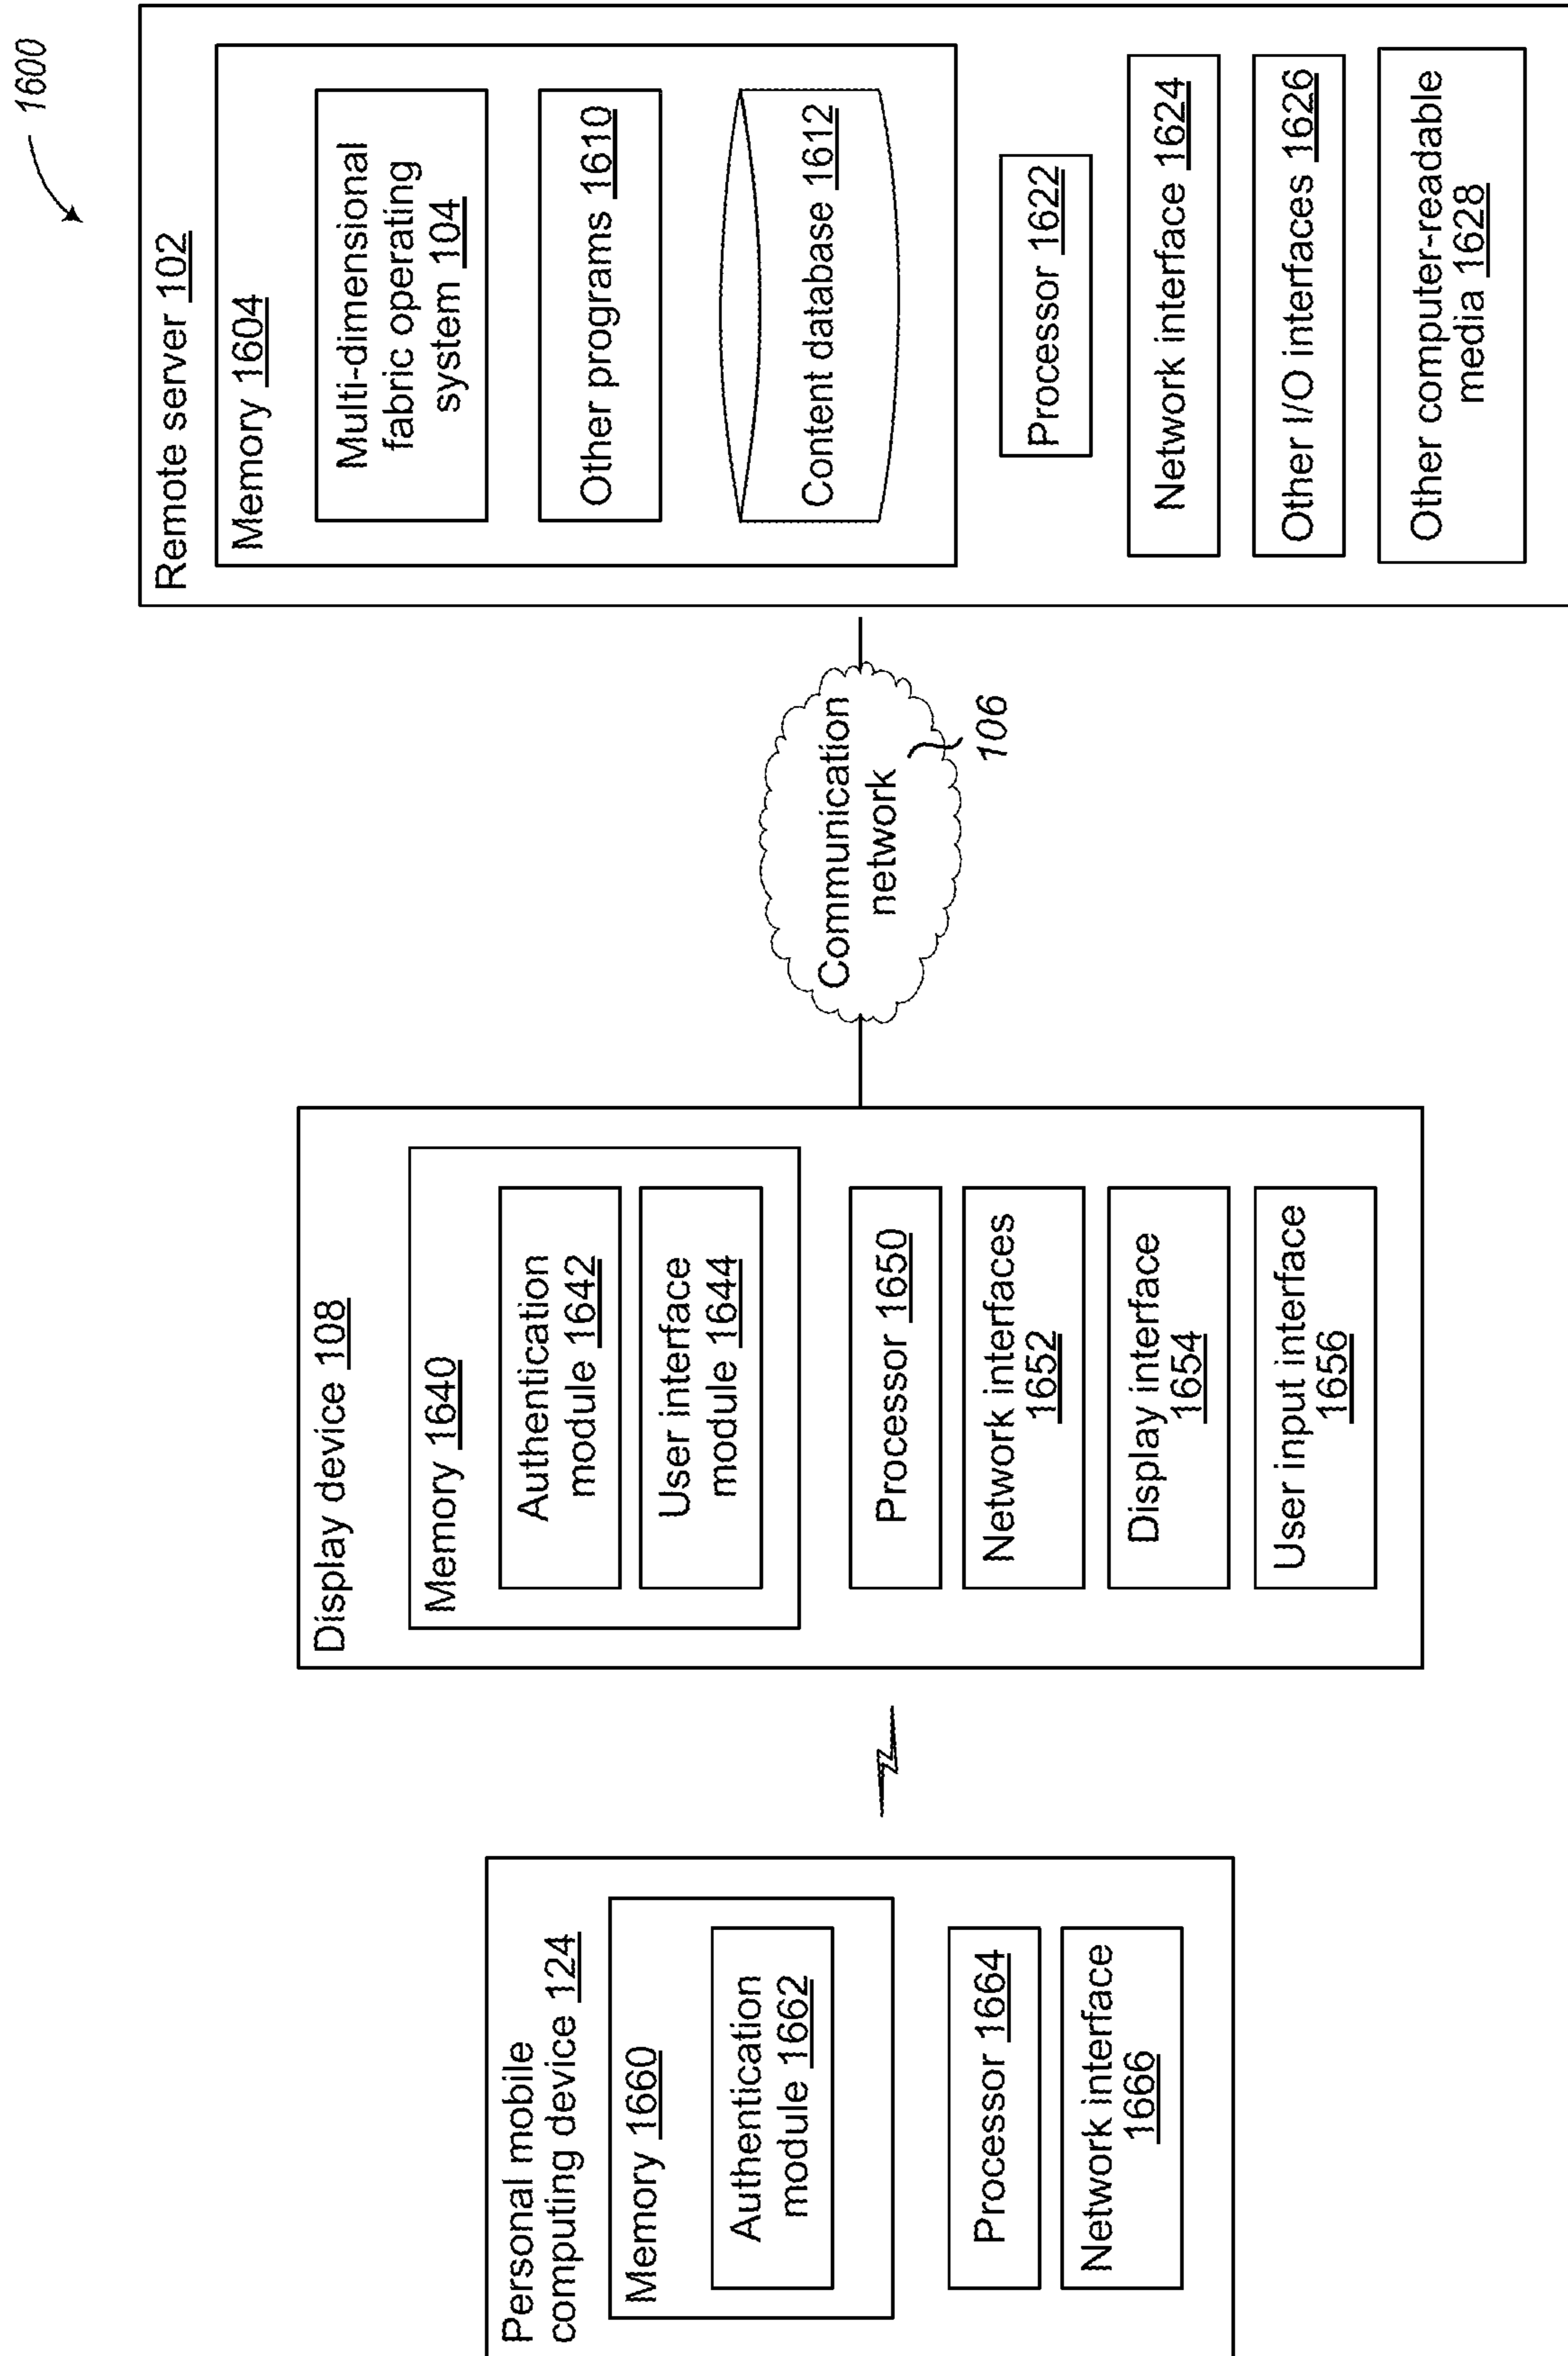 1600
Personal mobile
computing device 124
Memory 1660
Authentication
module 1662
Processor 1664
Network interface
1666
Display device 108
Memory 1640
Authentication
module 1642
User interface
module 1644
Processor 1650
Network interfaces
1652
Display interface
1654
User input interface
1656
Communication
network
106
Remote server 102
Memory 1604
Multi-dimensional
fabric operating
system 104
Other programs 1610
Content database 1612
Processor 1622
Network interface 1624
Other I/O interfaces 1626
Other computer-readable
media 1628